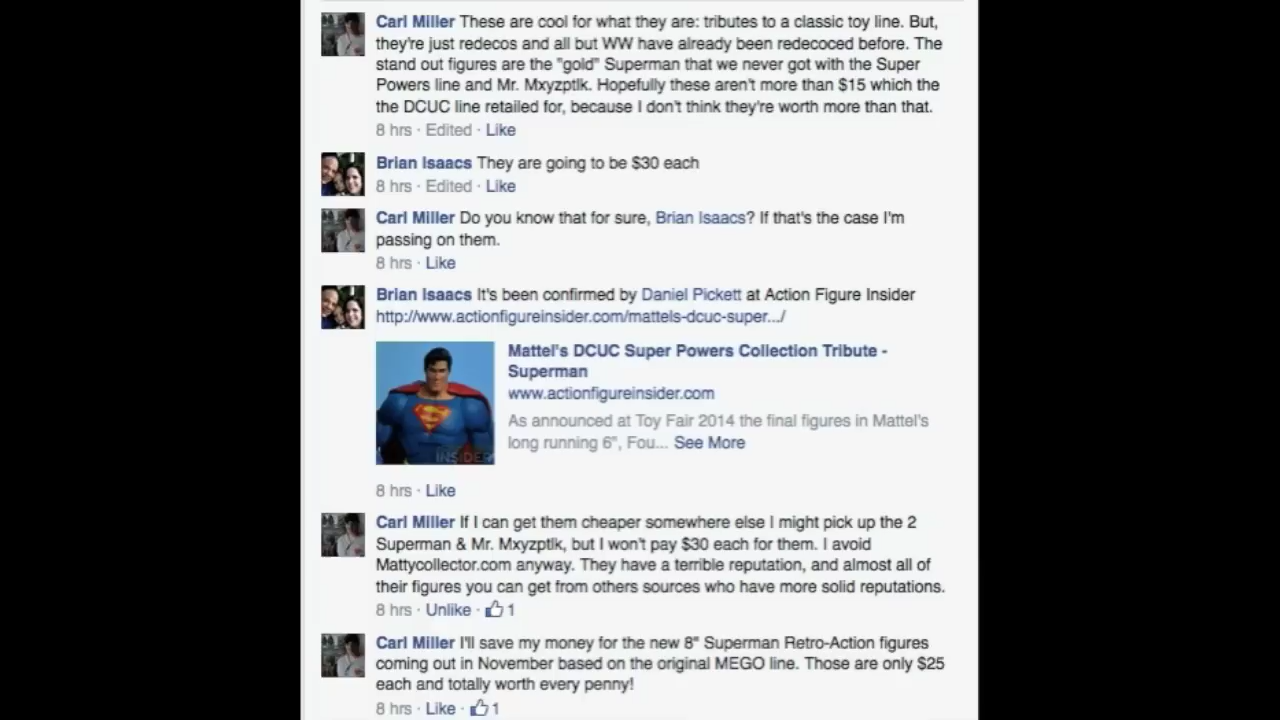 Carl Miller These are cool for what they are: tributes to a classic toy line. But,
they're just redecos and all but WW have already been redecoced before. The
stand out figures are the "gold" Superman that we never got with the Super
Powers line and Mr. Mxyzptlk. Hopefully these aren't more than $15 which the
the DCUC line retailed for, because I don't think they're worth more than that.
8 hrs · Edited · Like
Brian Isaacs They are going to be $30 each
8 hrs · Edited · Like
Carl Miller Do you know that for sure, Brian Isaacs? If that's the case I'm
passing on them.
8 hrs · Like
Brian Isaacs It's been confirmed by Daniel Pickett at Action Figure Insider
http://www.actionfigureinsider.com/mattels-dcuc-super.../
Mattel's DCUC Super Powers Collection Tribute -
Superman
www.actionfigureinsider.com
As announced at Toy Fair 2014 the final figures in Mattel's
long running 6", Fou... See More
INSIDER
8 hrs · Like
Carl Miller If I can get them cheaper somewhere else I might pick up the 2
Superman & Mr. Mxyzptlk, but I won't pay $30 each for them. I avoid
Mattycollector.com anyway. They have a terrible reputation, and almost all of
their figures you can get from others sources who have more solid reputations.
8 hrs · Unlike · 1
Carl Miller I'll save my money for the new 8" Superman Retro-Action figures
coming out in November based on the original MEGO line. Those are only $25
each and totally worth every penny!
8 hrs · Like · 1